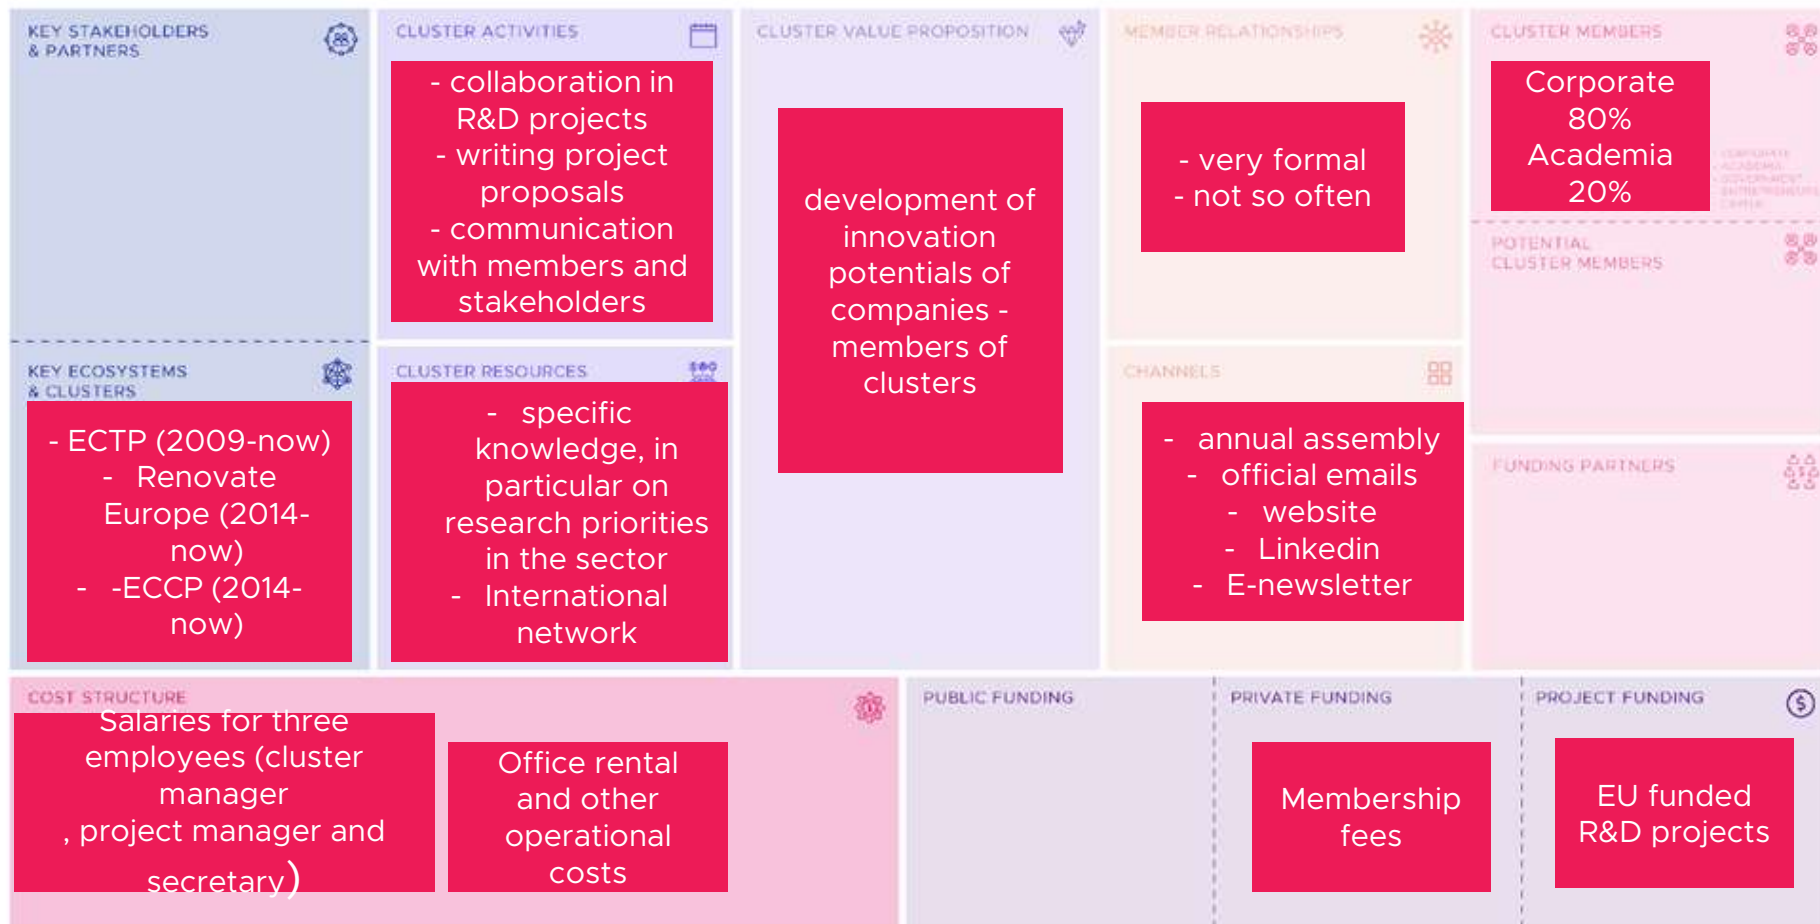 KEY STAKEHOLDERS
& PARTNERS
CLUSTER ACTIVITIES
- collaboration in
R&D projects
- writing project
proposals
- communication
with members and
stakeholders
CLUSTER VALUE PROPOSITION
development of
innovation
potentials of
companies -
members of
clusters
MEMBER RELATIONSHIPS
- very formal
- not so often
CLUSTER MEMBERS
Corporate
80%
Academia
20%
- CORPORATE
- ACADEMIA
- GOVERNMENT
POTENTIAL
CLUSTER MEMBERS
KEY ECOSYSTEMS
& CLUSTERS
- ECTP (2009-now)
- Renovate
Europe (2014-
now)
- -ECCP (2014-
now)
CLUSTER RESOURCES
- specific
knowledge, in
particular on
research priorities
in the sector
- International
network
CHANNELS
- annual assembly
- official emails
- website
- Linkedin
- E-newsletter
FUNDING PARTNERS
COST STRUCTURE
Salaries for three
employees (cluster
manager
, project manager and
secretary)
Office rental
and other
operational
costs
PUBLIC FUNDING
PRIVATE FUNDING
Membership
fees
PROJECT FUNDING
EU funded
R&D projects